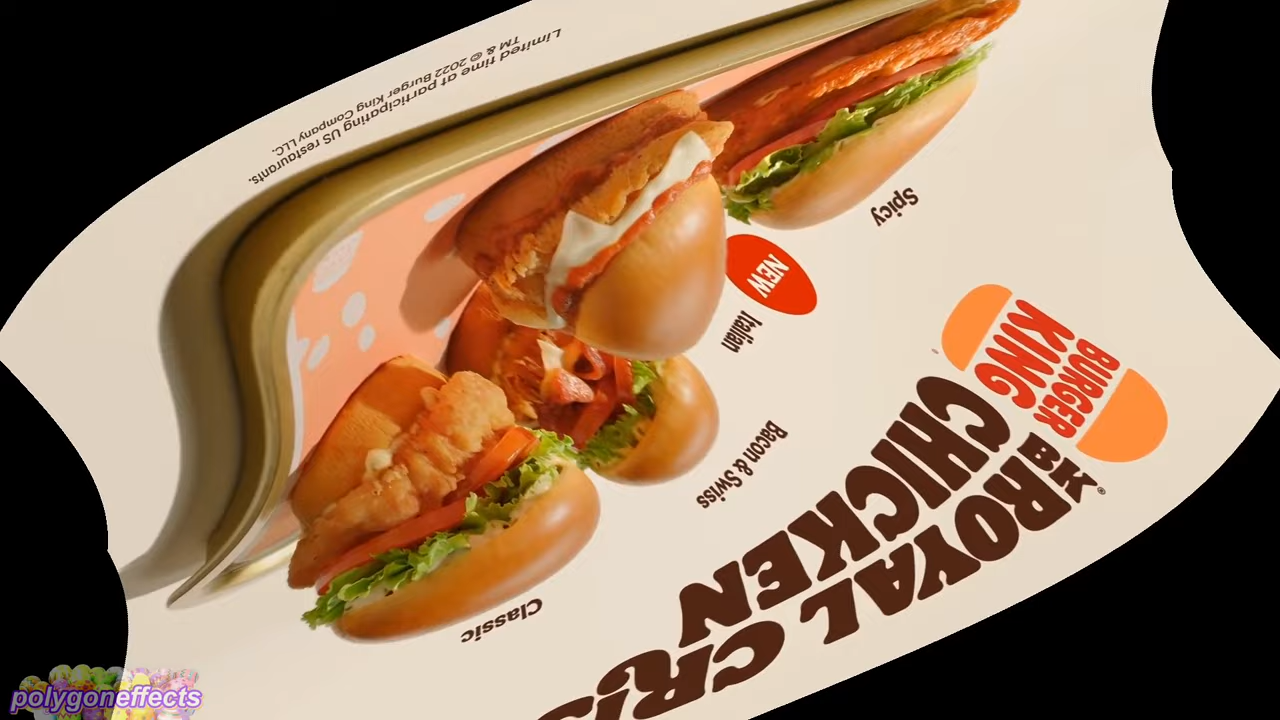 BURGER
KING
BK ROYAL CRIS
CHICKEN
®
Classic
Bacon & Swiss
NEW
Italian
Spicy
Limited time at participating US restaurants.
TM & © 2022 Burger King Company LLC.
polygoneffects